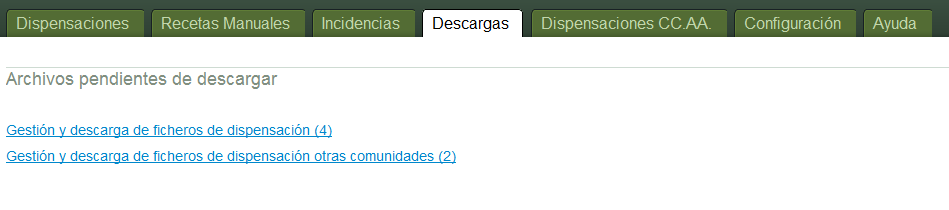 Dispensaciones Recetas Manuales Incidencias Descargas Dispensaciones CC.AA. Configuración Ayuda
Archivos pendientes de descargar
Gestión y descarga de ficheros de dispensación (4)
Gestión y descarga de ficheros de dispensación otras comunidades (2)